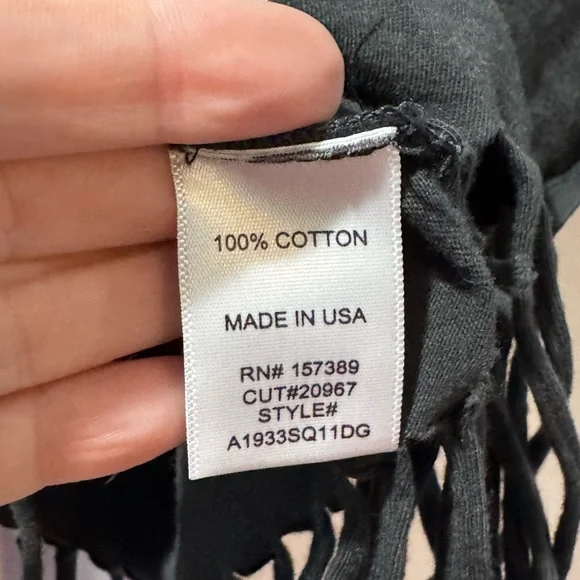 100% COTTON
MADE IN USA
RN# 157389
CUT#20967
STYLE#
A1933SQ11DG